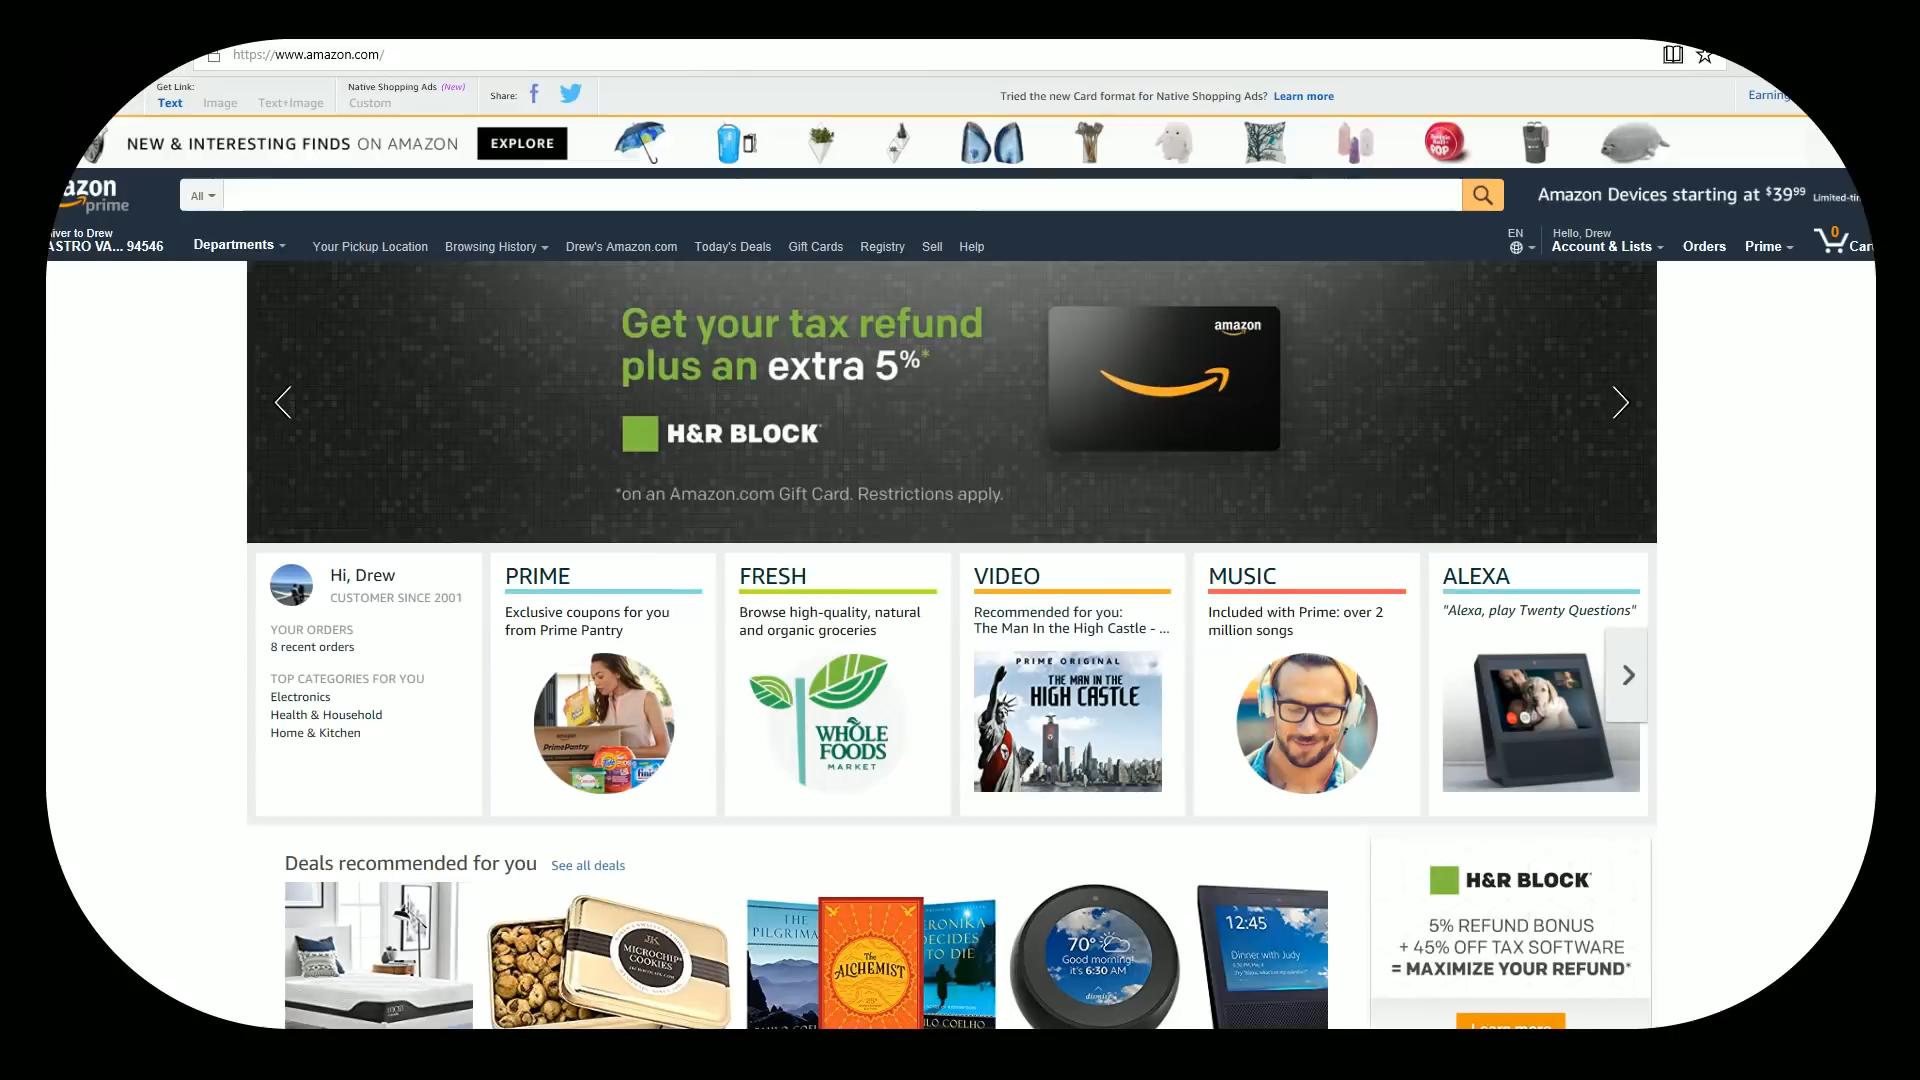 https://www.amazon.com/
Get Link:
Text Image Text+Image
Native Shopping Ads (New)
Custom
Share:
Tried the new Card format for Native Shopping Ads? Learn more
Earning
NEW & INTERESTING FINDS ON AMAZON EXPLORE
azon
prime
All
Amazon Devices starting at $39.99 Limited-tim
iver to Drew
ASTRO VA... 94546
Departments
Your Pickup Location
Browsing History
Drew's Amazon.com
Today's Deals
Gift Cards
Registry
Sell
Help
EN
Hello, Drew
Account & Lists
Orders
Prime
0
Car
Get your tax refund
plus an extra 5%*
H&R BLOCK
*on an Amazon.com Gift Card. Restrictions apply.
amazon
Hi, Drew
CUSTOMER SINCE 2001
YOUR ORDERS
8 recent orders
TOP CATEGORIES FOR YOU
Electronics
Health & Household
Home & Kitchen
PRIME
Exclusive coupons for you
from Prime Pantry
PrimePantry
FRESH
Browse high-quality, natural
and organic groceries
WHOLE
FOODS
MARKET
VIDEO
Recommended for you:
The Man In the High Castle - ...
PRIME ORIGINAL
THE MAN IN THE
HIGH CASTLE
MUSIC
Included with Prime: over 2
million songs
ALEXA
"Alexa, play Twenty Questions"
Deals recommended for you See all deals
JK
MICROCHIP
COOKIES
THE
PILGRIMA
The
ALCHEMIST
25
ERONIKA
DECIDES
TO DIE
LO COELHO
70°
Good morning!
it's 6:30 AM
dismiss
12:45
Dinner with Judy
H&R BLOCK
5% REFUND BONUS
+ 45% OFF TAX SOFTWARE
= MAXIMIZE YOUR REFUND*
Learn more